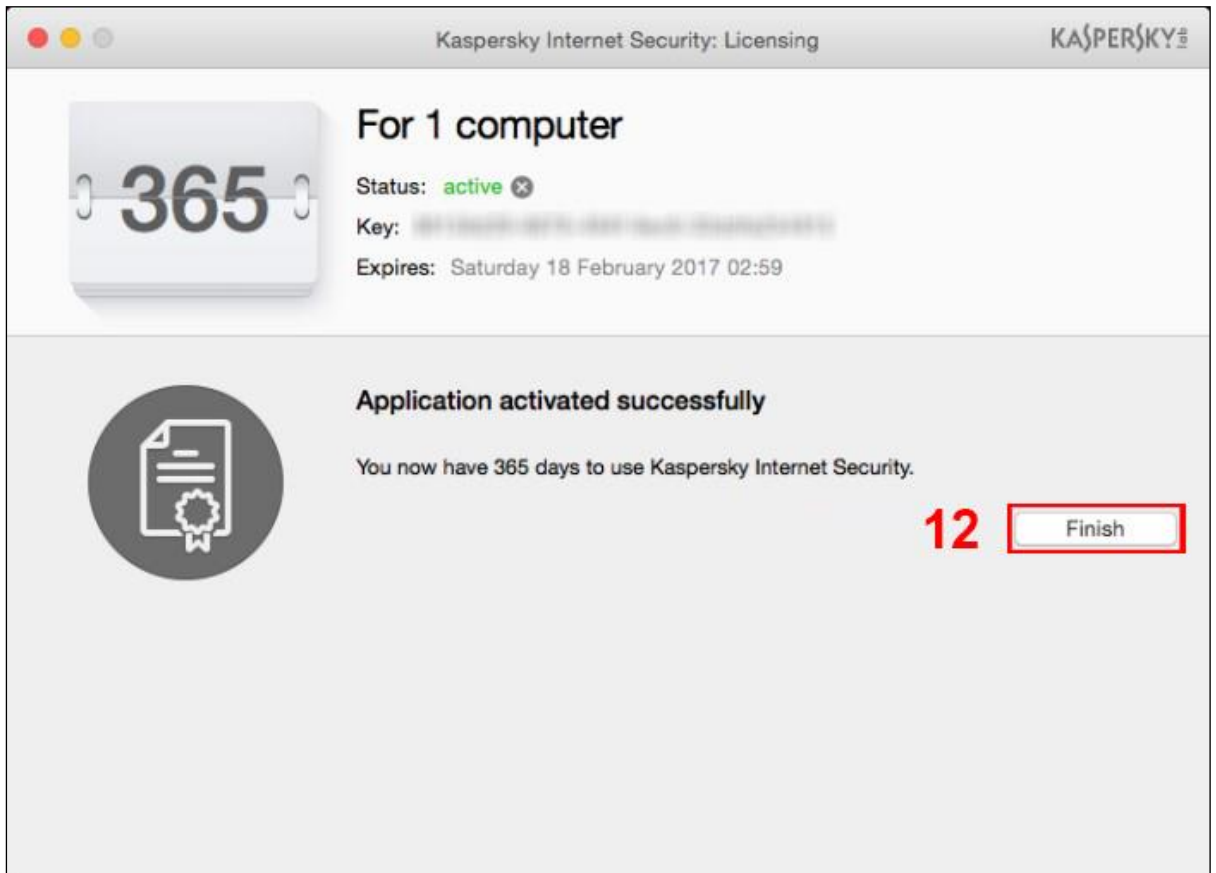 Kaspersky Internet Security: Licensing
KASPERSKY lab
365
For 1 computer
Status: active
Key:
Expires: Saturday 18 February 2017 02:59
Application activated successfully
You now have 365 days to use Kaspersky Internet Security.
12 Finish